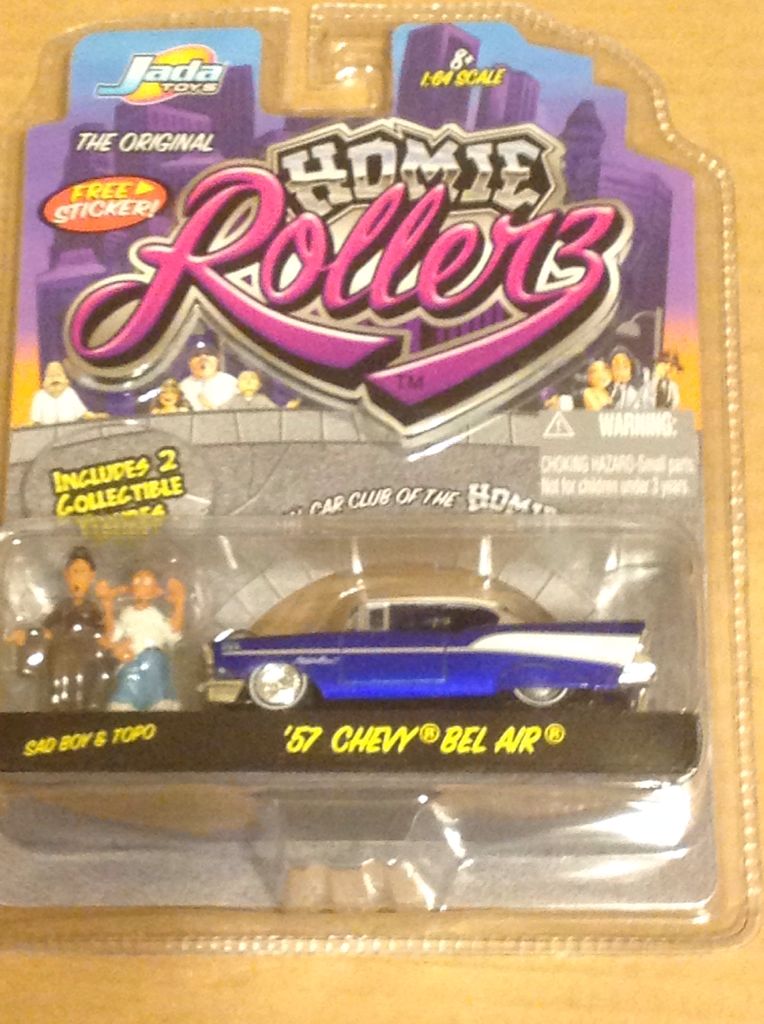 Jada
TOYS
8+
1:64 SCALE
THE ORIGINAL
HOMIE
FREE
STICKER!
Rollerz
TM
WARNING:
CHOKING HAZARD-Small parts
Not for children under 3 years.
INCLUDES 2
COLLECTIBLE
CAR CLUB OF THE
SAD BOY & TOPO
'57 CHEVY® BEL AIR®